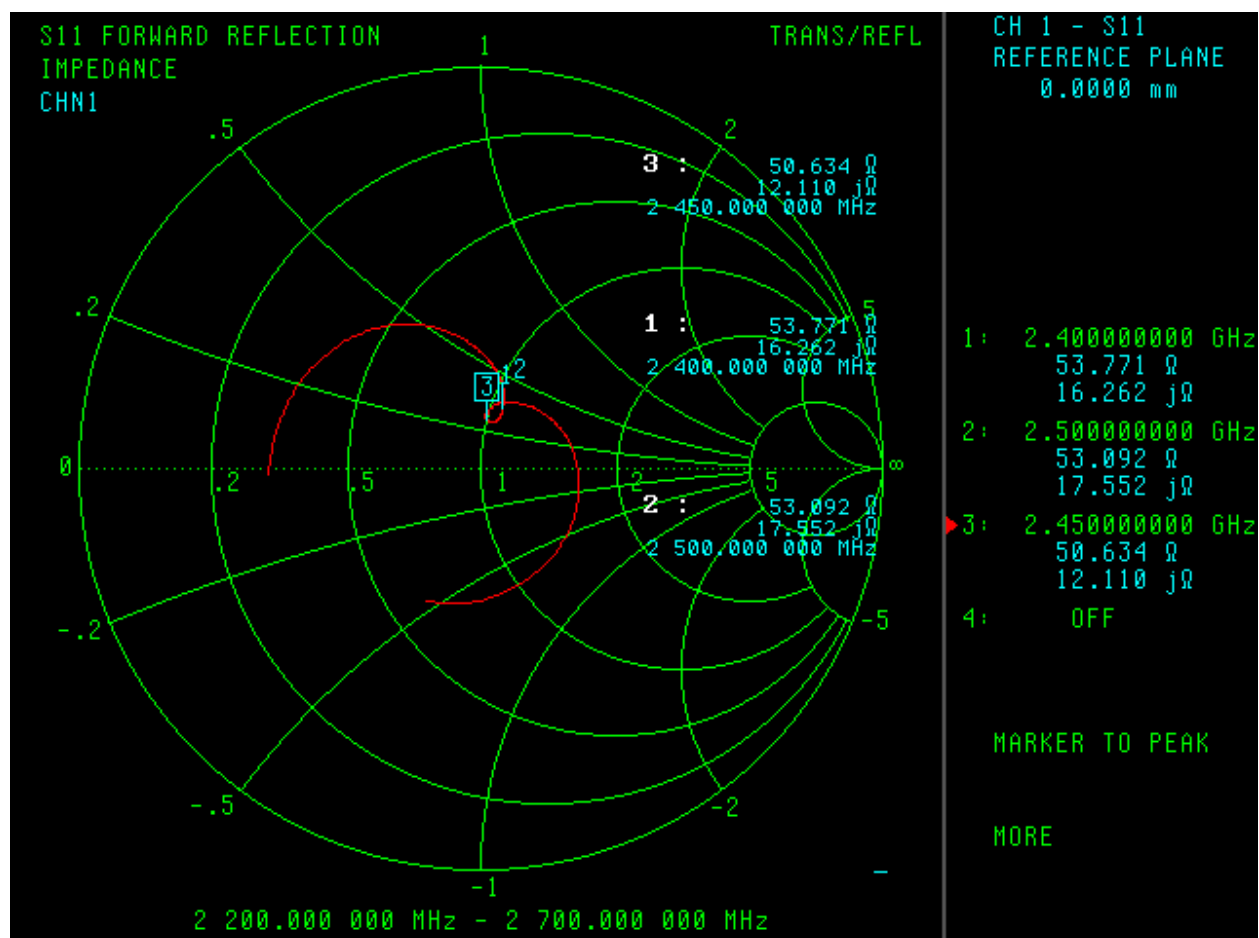 S11 FORWARD REFLECTION
IMPEDANCE
CHN1
TRANS/REFL
1
.5
2
.2
5
0
.2
.5
1
2
5
∞
-.2
-5
-.5
-2
-1
3 :
50.634 Ω
12.110 jΩ
2 450.000 000 MHz
1 :
53.771 Ω
16.262 jΩ
2 400.000 000 MHz
12
3
2 :
53.092 Ω
17.552 jΩ
2 500.000 000 MHz
2 200.000 000 MHz - 2 700.000 000 MHz
CH 1 - S11
REFERENCE PLANE
0.0000 mm
1: 2.400000000 GHz
53.771 Ω
16.262 jΩ
2: 2.500000000 GHz
53.092 Ω
17.552 jΩ
3: 2.450000000 GHz
50.634 Ω
12.110 jΩ
4: OFF
MARKER TO PEAK
MORE